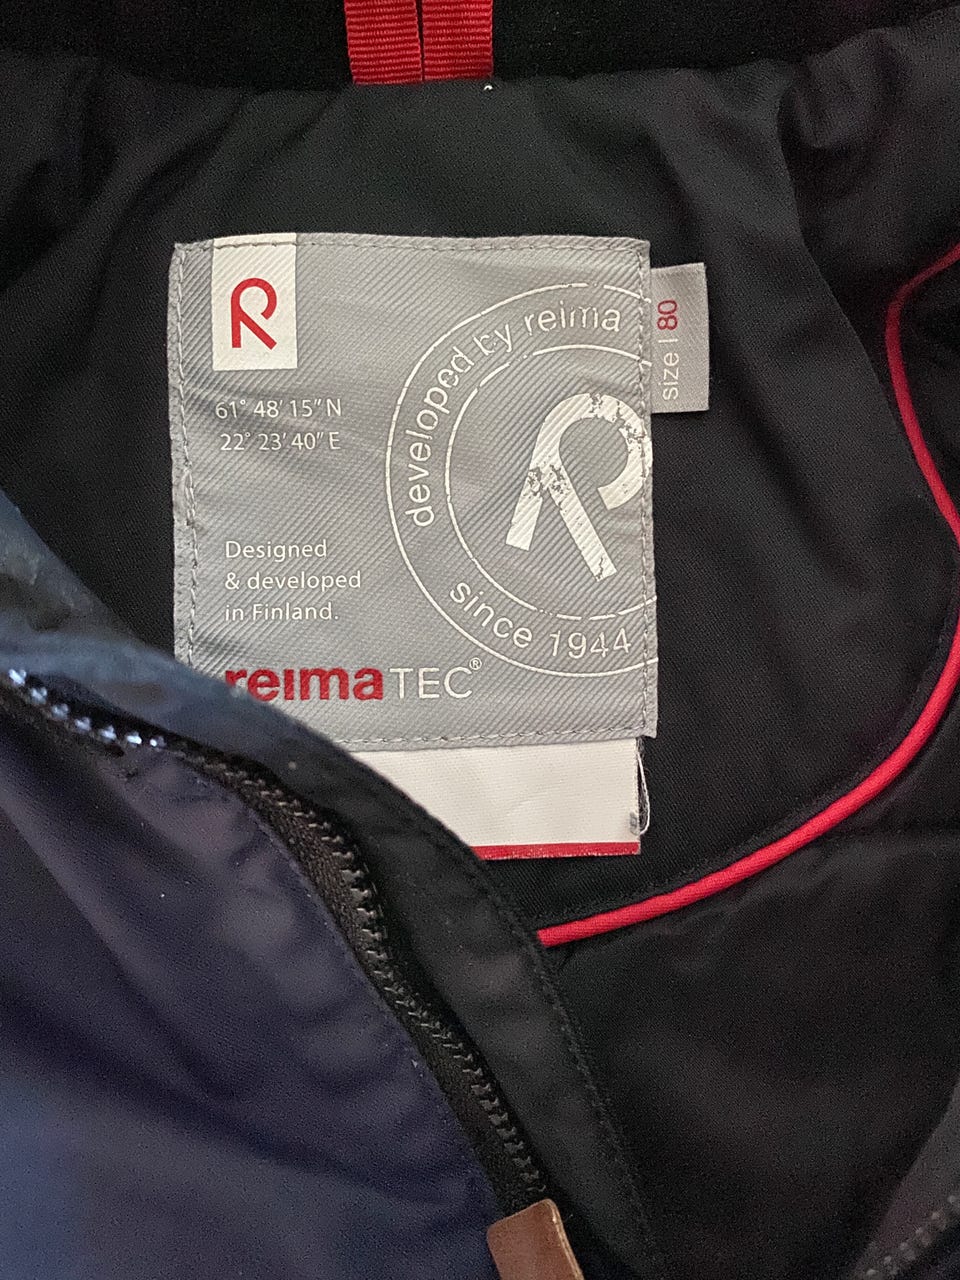 R
61° 48' 15" N
22° 23' 40" E
Designed
& developed
in Finland.
reimaTEC®
developed by reima
since 1944
R
size | 80